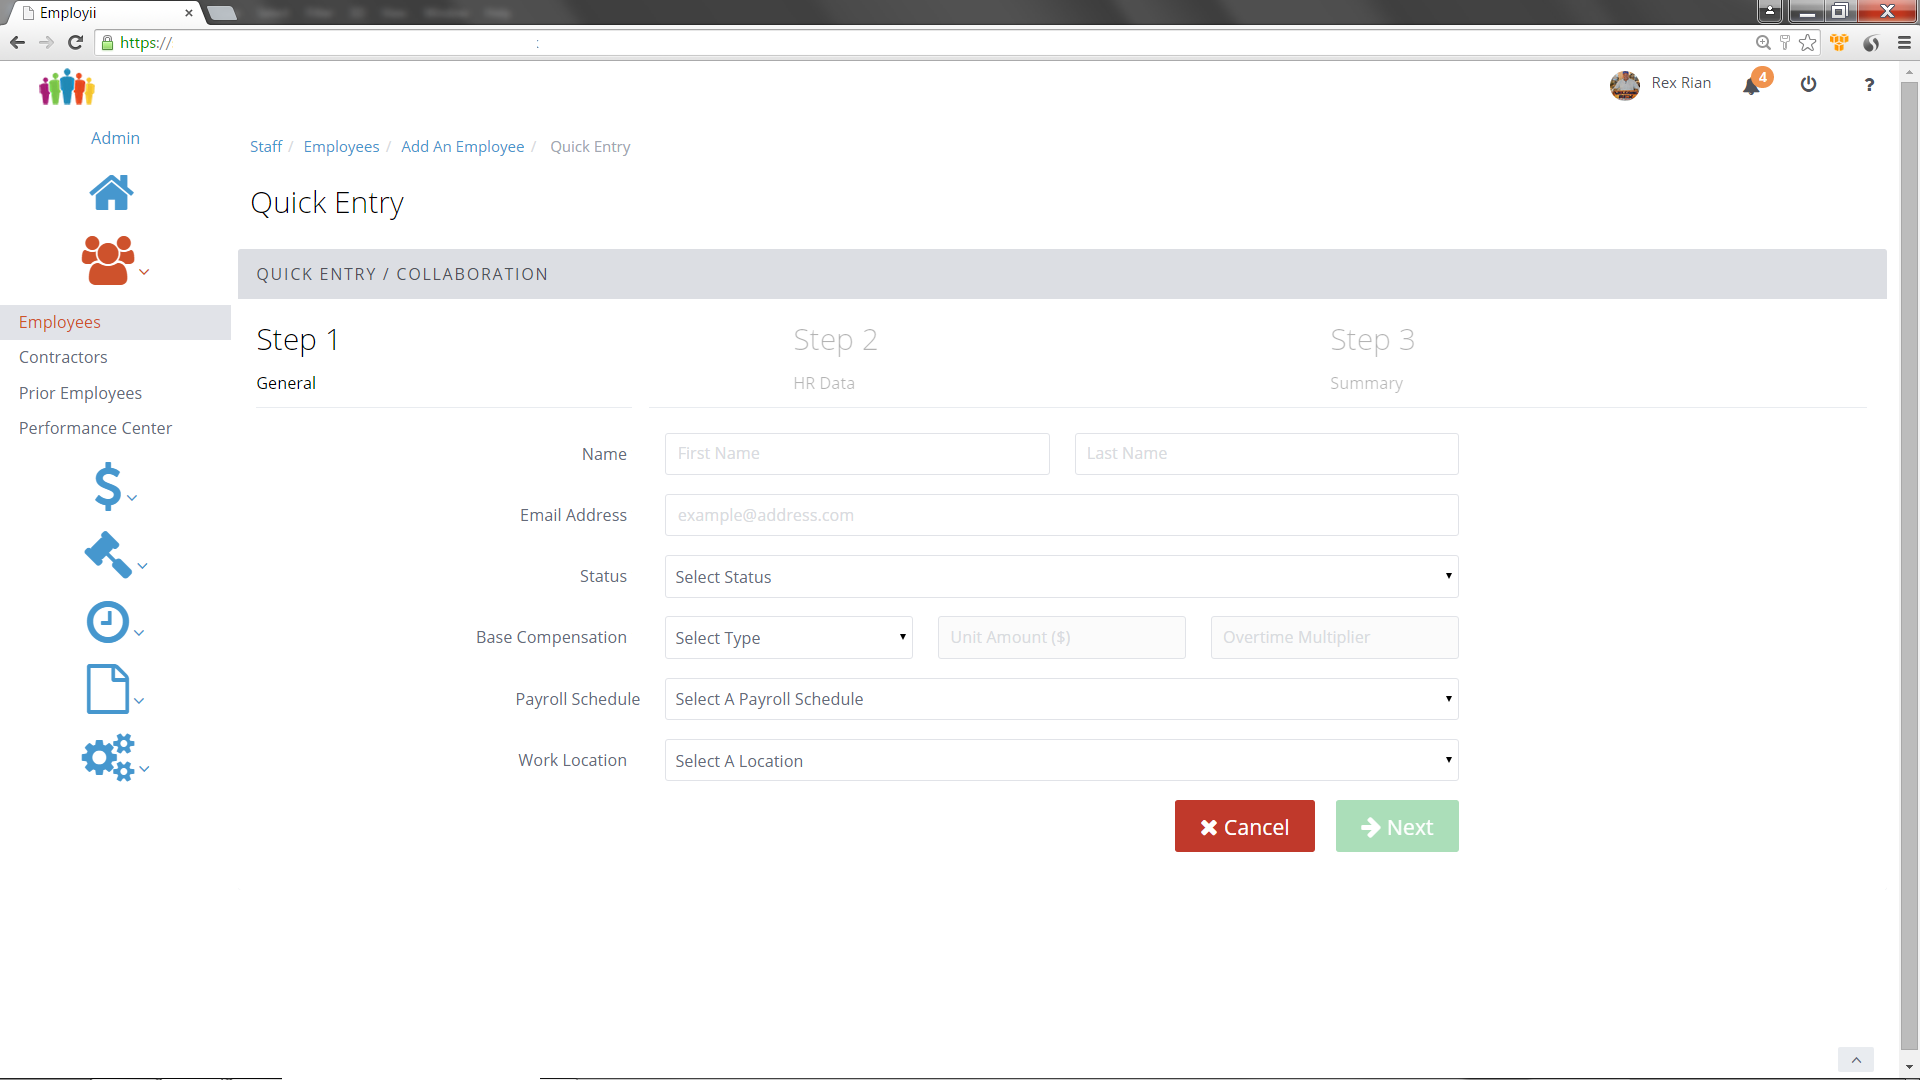 Employii
https://
Rex Rian
4
?
Admin
Staff / Employees / Add An Employee / Quick Entry
Quick Entry
QUICK ENTRY / COLLABORATION
Employees
Contractors
Prior Employees
Performance Center
Step 1
General
Step 2
HR Data
Step 3
Summary
Name
First Name
Last Name
Email Address
example@address.com
Status
Select Status
Base Compensation
Select Type
Unit Amount ($)
Overtime Multiplier
Payroll Schedule
Select A Payroll Schedule
Work Location
Select A Location
Cancel
Next